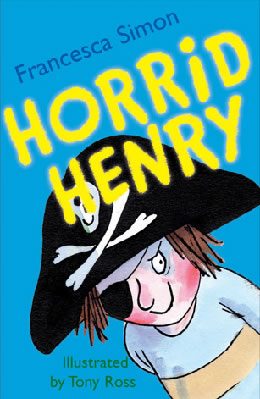 Francesca Simon
HORRiD
HENRY
Illustrated
by Tony Ross